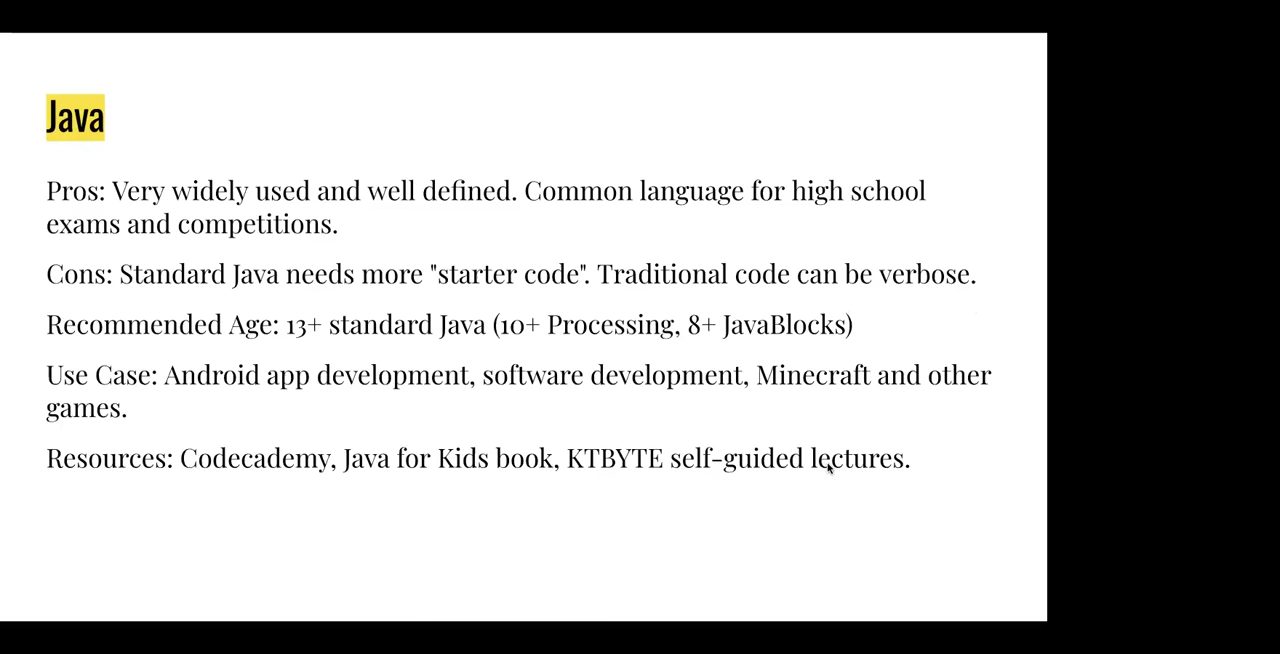 Java
Pros: Very widely used and well defined. Common language for high school
exams and competitions.
Cons: Standard Java needs more "starter code". Traditional code can be verbose.
Recommended Age: 13+ standard Java (10+ Processing, 8+ JavaBlocks)
Use Case: Android app development, software development, Minecraft and other
games.
Resources: Codecademy, Java for Kids book, KTBYTE self-guided lectures.